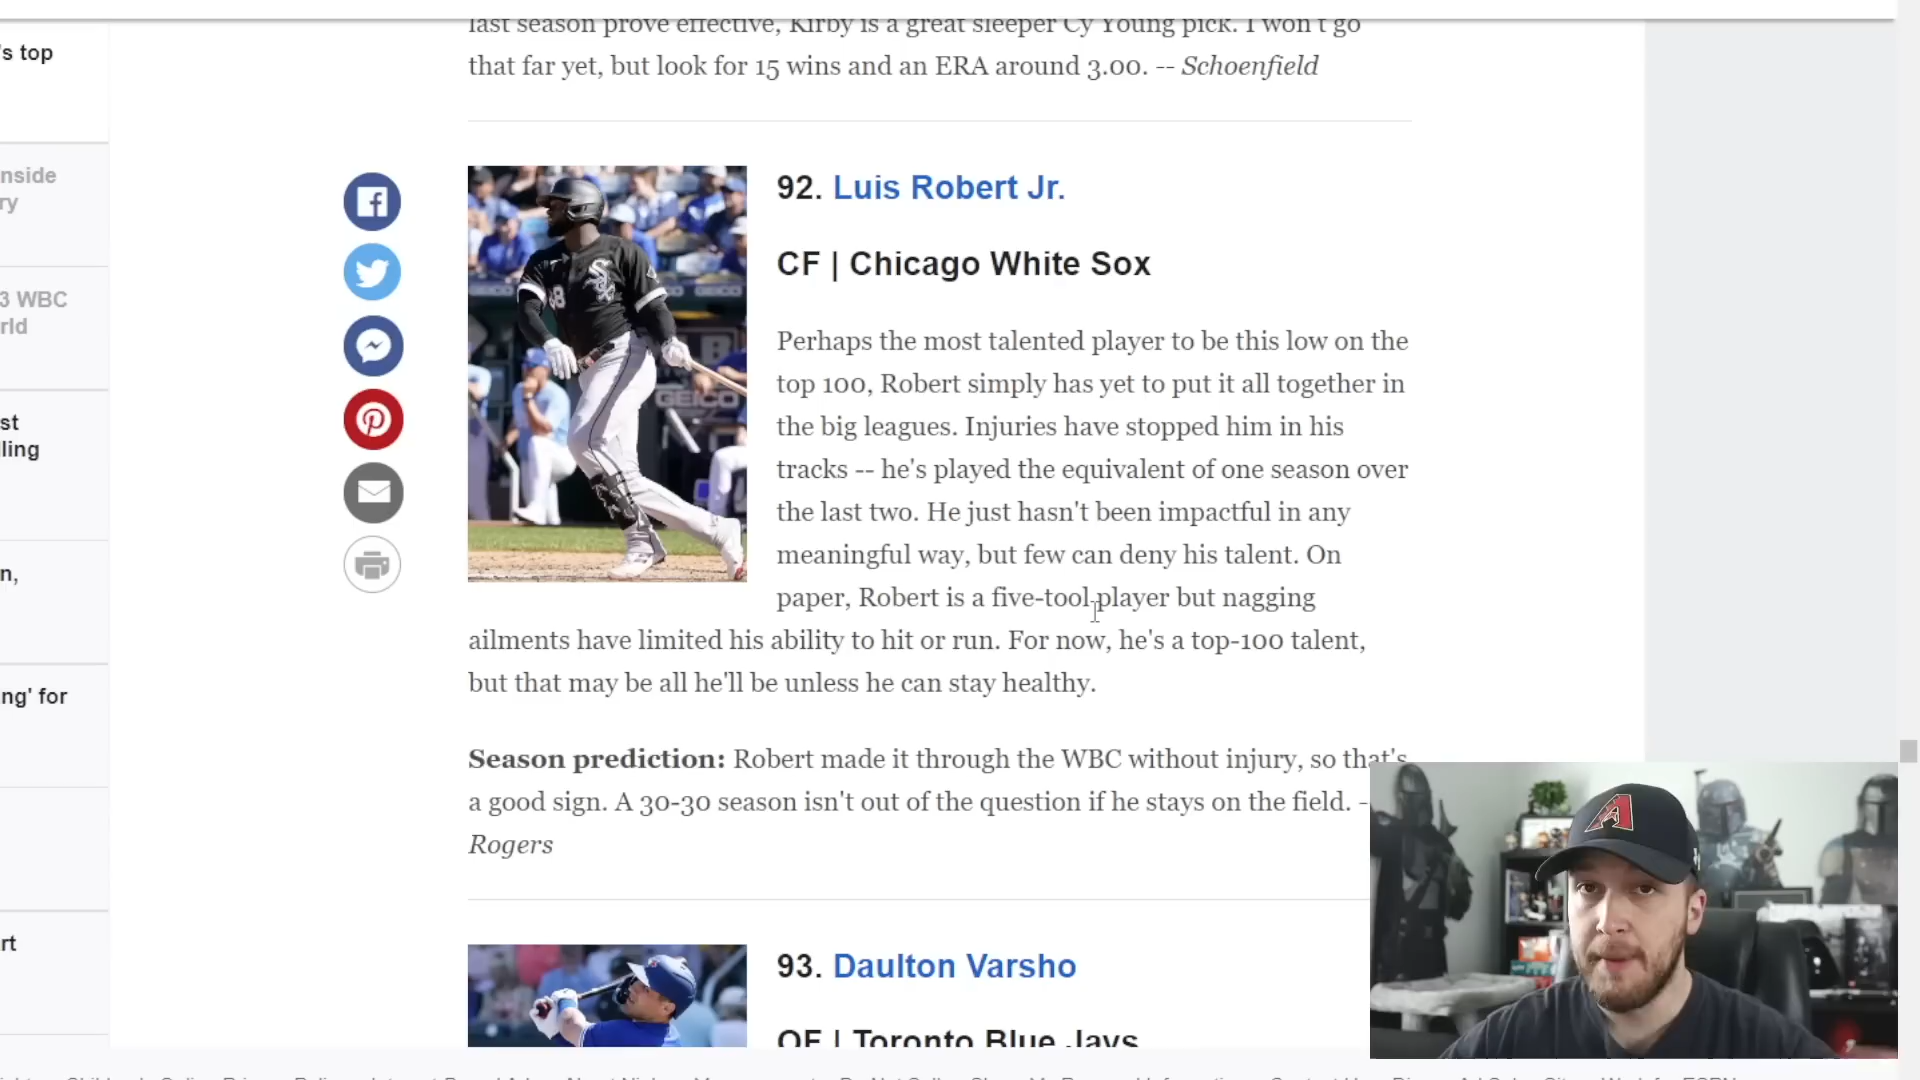 last season prove effective, Kirby is a great sleeper Cy Young pick. I won't go
that far yet, but look for 15 wins and an ERA around 3.00. -- Schoenfield
's top
nside
ry
3 WBC
rld
st
ling
n,
ng' for
rt
92. Luis Robert Jr.
CF | Chicago White Sox
Perhaps the most talented player to be this low on the
top 100, Robert simply has yet to put it all together in
the big leagues. Injuries have stopped him in his
tracks -- he's played the equivalent of one season over
the last two. He just hasn't been impactful in any
meaningful way, but few can deny his talent. On
paper, Robert is a five-tool player but nagging
ailments have limited his ability to hit or run. For now, he's a top-100 talent,
but that may be all he'll be unless he can stay healthy.
Season prediction: Robert made it through the WBC without injury, so that's
a good sign. A 30-30 season isn't out of the question if he stays on the field. -
Rogers
GEICO
93. Daulton Varsho
OF | Toronto Blue Jays